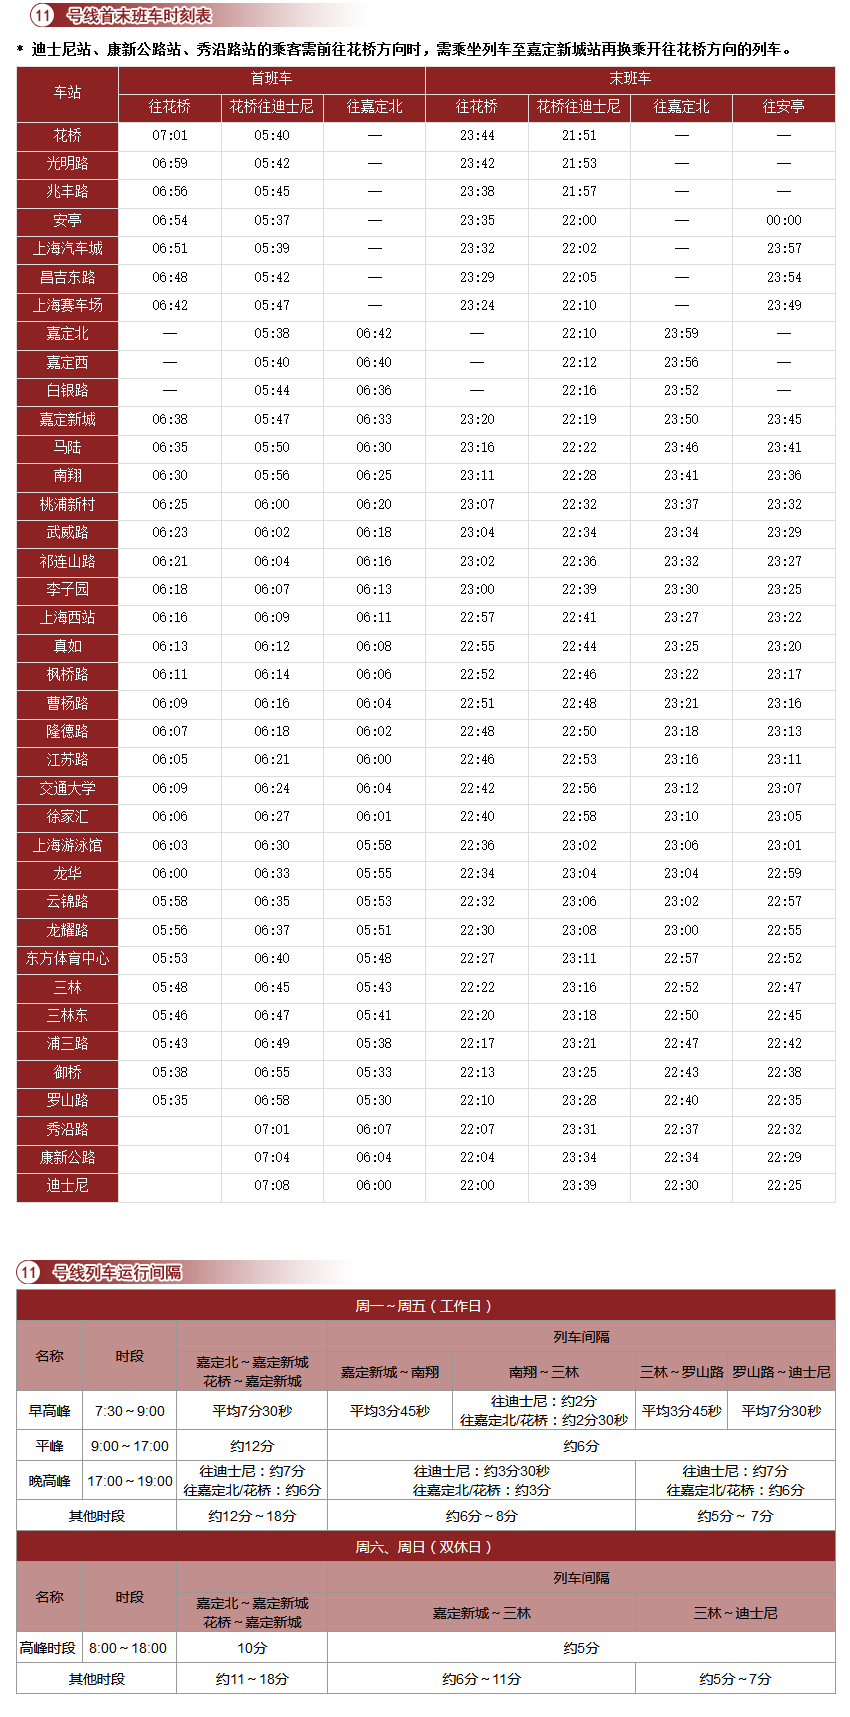 11 号线首末班车时刻表
* 迪士尼站、康新公路站、秀沿路站的乘客需前往花桥方向时，需乘坐列车至嘉定新城站再换乘开往花桥方向的列车。
车站 首班车 末班车
往花桥 花桥往迪士尼 往嘉定北 往花桥 花桥往迪士尼 往嘉定北 往安亭
花桥 07:01 05:40 — 23:44 21:51 — —
光明路 06:59 05:42 — 23:42 21:53 — —
兆丰路 06:56 05:45 — 23:38 21:57 — —
安亭 06:54 05:37 — 23:35 22:00 — 00:00
上海汽车城 06:51 05:39 — 23:32 22:02 — 23:57
昌吉东路 06:48 05:42 — 23:29 22:05 — 23:54
上海赛车场 06:42 05:47 — 23:24 22:10 — 23:49
嘉定北 — 05:38 06:42 — 22:10 23:59 —
嘉定西 — 05:40 06:40 — 22:12 23:56 —
白银路 — 05:44 06:36 — 22:16 23:52 —
嘉定新城 06:38 05:47 06:33 23:20 22:19 23:50 23:45
马陆 06:35 05:50 06:30 23:16 22:22 23:46 23:41
南翔 06:30 05:56 06:25 23:11 22:28 23:41 23:36
桃浦新村 06:25 06:00 06:20 23:07 22:32 23:37 23:32
武威路 06:23 06:02 06:18 23:04 22:34 23:34 23:29
祁连山路 06:21 06:04 06:16 23:02 22:36 23:32 23:27
李子园 06:18 06:07 06:13 23:00 22:39 23:30 23:25
上海西站 06:16 06:09 06:11 22:57 22:41 23:27 23:22
真如 06:13 06:12 06:08 22:55 22:44 23:25 23:20
枫桥路 06:11 06:14 06:06 22:52 22:46 23:22 23:17
曹杨路 06:09 06:16 06:04 22:51 22:48 23:21 23:16
隆德路 06:07 06:18 06:02 22:48 22:50 23:18 23:13
江苏路 06:05 06:21 06:00 22:46 22:53 23:16 23:11
交通大学 06:09 06:24 06:04 22:42 22:56 23:12 23:07
徐家汇 06:06 06:27 06:01 22:40 22:58 23:10 23:05
上海游泳馆 06:03 06:30 05:58 22:36 23:02 23:06 23:01
龙华 06:00 06:33 05:55 22:34 23:04 23:04 22:59
云锦路 05:58 06:35 05:53 22:32 23:06 23:02 22:57
龙耀路 05:56 06:37 05:51 22:30 23:08 23:00 22:55
东方体育中心 05:53 06:40 05:48 22:27 23:11 22:57 22:52
三林 05:48 06:45 05:43 22:22 23:16 22:52 22:47
三林东 05:46 06:47 05:41 22:20 23:18 22:50 22:45
浦三路 05:43 06:49 05:38 22:17 23:21 22:47 22:42
御桥 05:38 06:55 05:33 22:13 23:25 22:43 22:38
罗山路 05:35 06:58 05:30 22:10 23:28 22:40 22:35
秀沿路 07:01 06:07 22:07 23:31 22:37 22:32
康新公路 07:04 06:04 22:04 23:34 22:34 22:29
迪士尼 07:08 06:00 22:00 23:39 22:30 22:25
11 号线列车运行间隔
周一～周五（工作日）
名称 时段 列车间隔
嘉定北～嘉定新城
花桥～嘉定新城 嘉定新城～南翔 南翔～三林 三林～罗山路 罗山路～迪士尼
早高峰 7:30～9:00 平均7分30秒 平均3分45秒 往迪士尼：约2分
往嘉定北/花桥：约2分30秒 平均3分45秒 平均7分30秒
平峰 9:00～17:00 约12分 约6分
晚高峰 17:00～19:00 往迪士尼：约7分 往迪士尼：约3分30秒 往迪士尼：约7分
往嘉定北/花桥：约6分 往嘉定北/花桥：约3分 往嘉定北/花桥：约6分
其他时段 约12分～18分 约6分～8分 约5分～ 7分
周六、周日（双休日）
名称 时段 列车间隔
嘉定北～嘉定新城
花桥～嘉定新城 嘉定新城～三林 三林～迪士尼
高峰时段 8:00～18:00 10分 约5分
其他时段 约11～18分 约6分～11分 约5分～7分